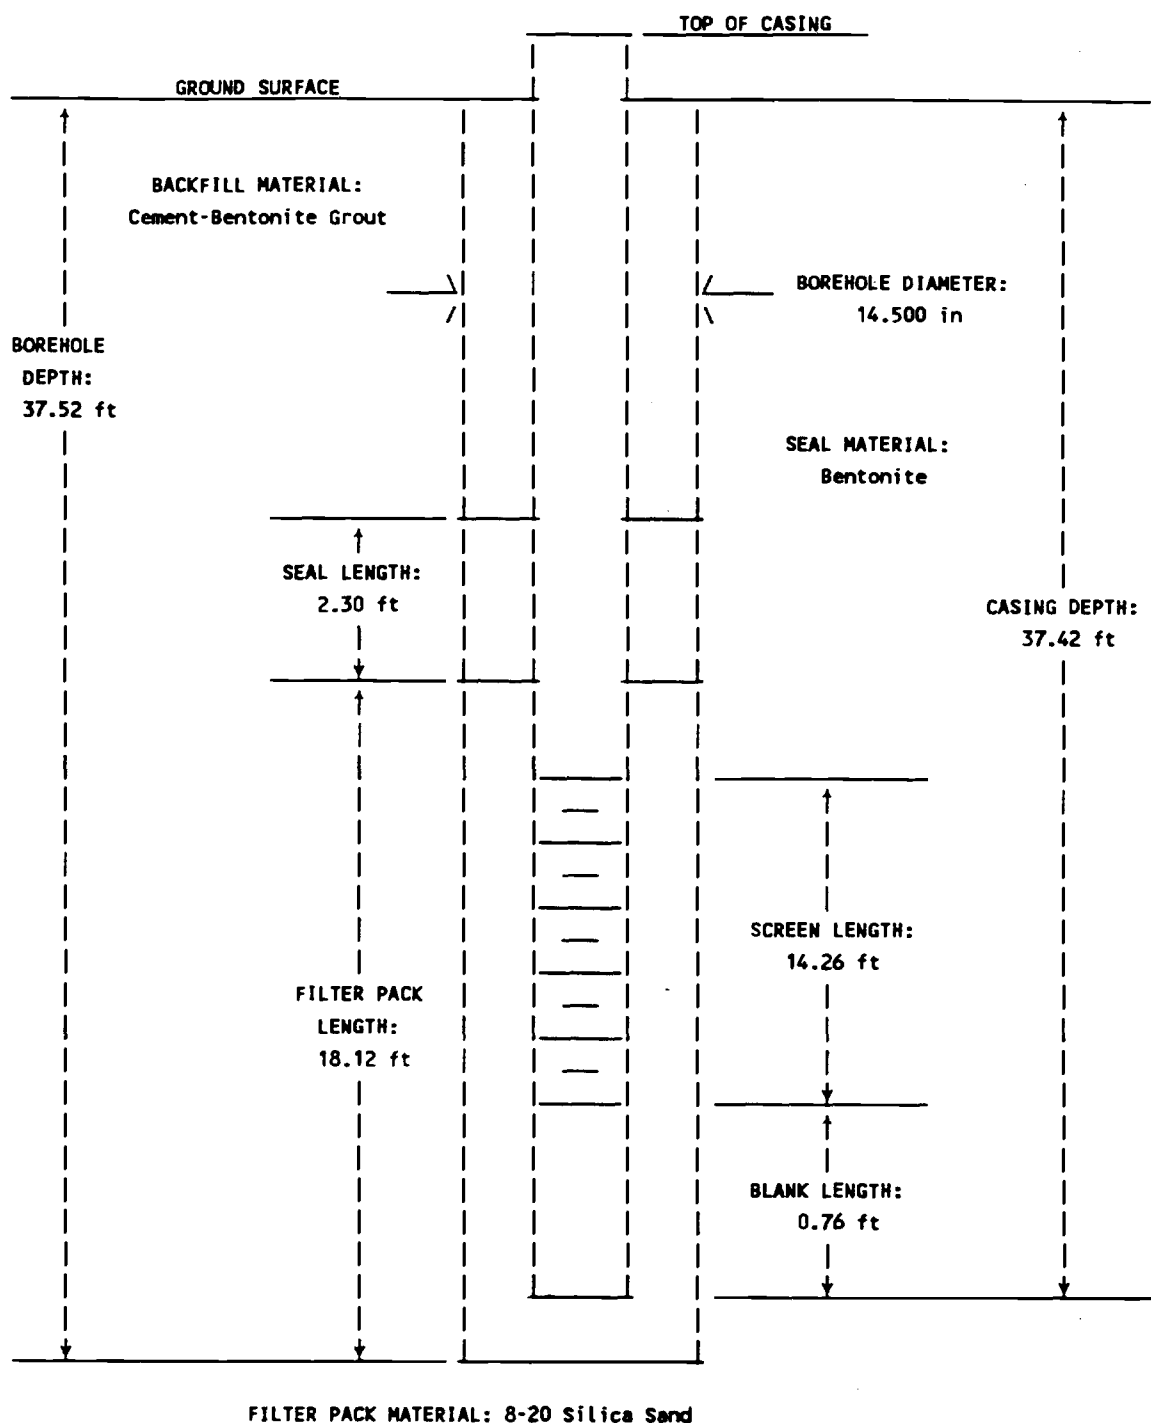 TOP OF CASING
GROUND SURFACE
BACKFILL MATERIAL:
Cement-Bentonite Grout
BOREHOLE DIAMETER:
14.500 in
BOREHOLE
DEPTH:
37.52 ft
SEAL MATERIAL:
Bentonite
SEAL LENGTH:
2.30 ft
CASING DEPTH:
37.42 ft
SCREEN LENGTH:
14.26 ft
FILTER PACK
LENGTH:
18.12 ft
BLANK LENGTH:
0.76 ft
FILTER PACK MATERIAL: 8-20 Silica Sand